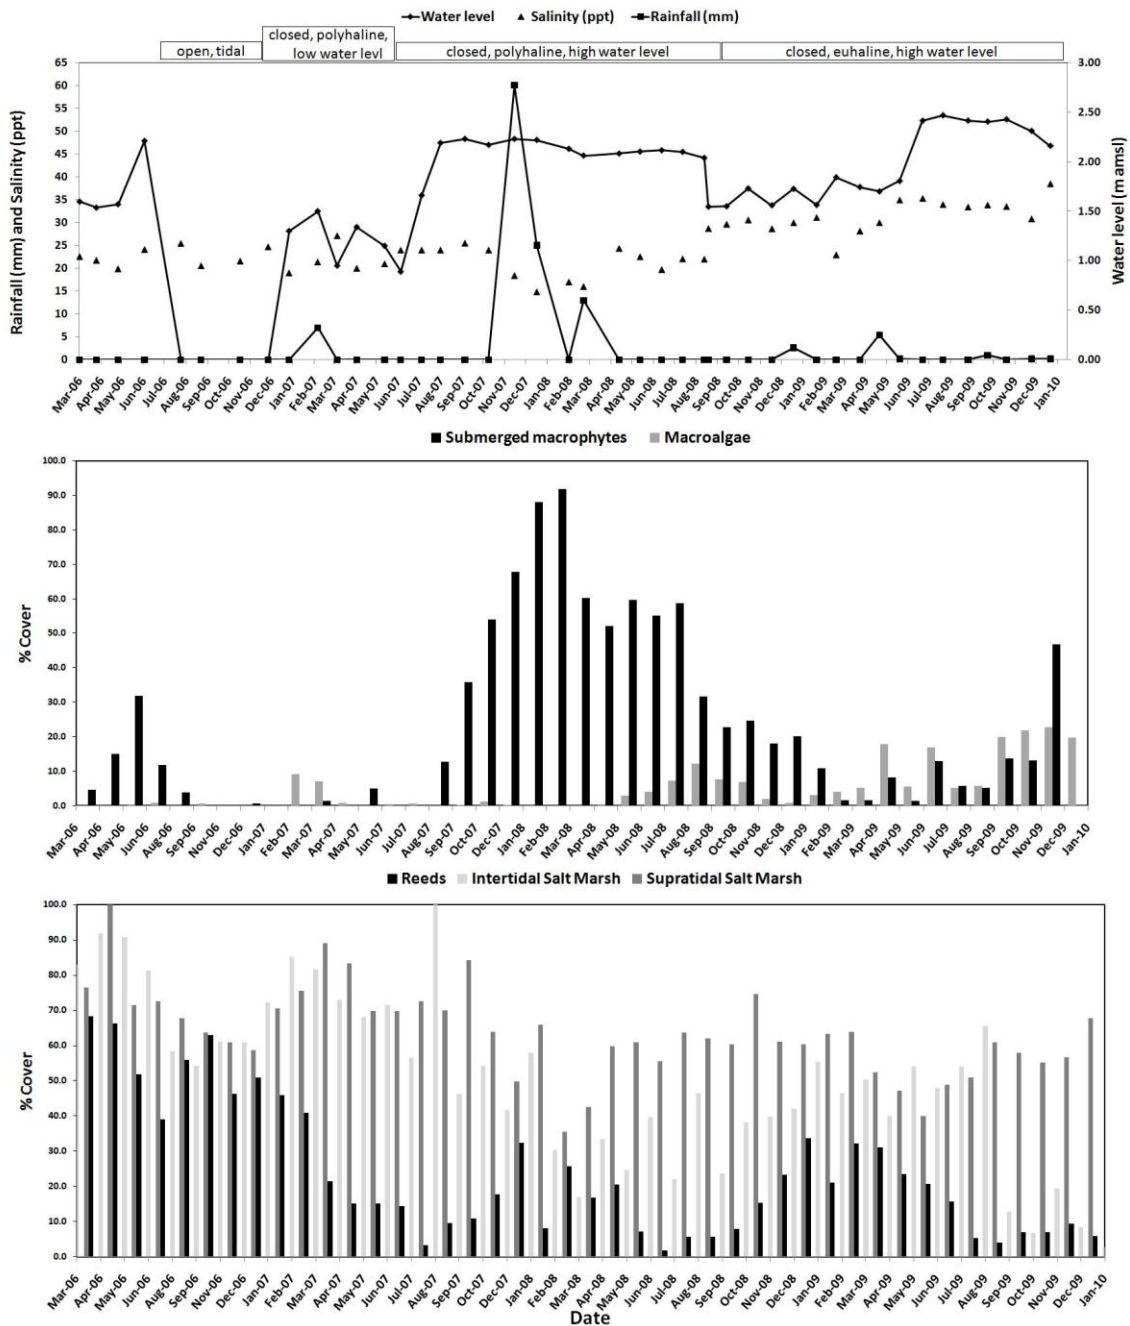 Water level Salinity (ppt) Rainfall (mm)
open, tidal
closed, polyhaline,
low water levl
closed, polyhaline, high water level
closed, euhaline, high water level
Rainfall (mm) and Salinity (ppt)
65
60
55
50
45
40
35
30
25
20
15
10
5
0
3.00
2.50
2.00
1.50
1.00
0.50
0.00
Water level (m amsl)
Mar-06 Apr-06 May-06 Jun-06 Jul-06 Aug-06 Sep-06 Oct-06 Nov-06 Dec-06 Jan-07 Feb-07 Mar-07 Apr-07 May-07 Jun-07 Jul-07 Aug-07 Sep-07 Oct-07 Nov-07 Dec-07 Jan-08 Feb-08 Mar-08 Apr-08 May-08 Jun-08 Jul-08 Aug-08 Sep-08 Oct-08 Nov-08 Dec-08 Jan-09 Feb-09 Mar-09 Apr-09 May-09 Jun-09 Jul-09 Aug-09 Sep-09 Oct-09 Nov-09 Dec-09 Jan-10
Submerged macrophytes Macroalgae
% Cover
100.0
90.0
80.0
70.0
60.0
50.0
40.0
30.0
20.0
10.0
0.0
Mar-06 Apr-06 May-06 Jun-06 Aug-06 Sep-06 Nov-06 Dec-06 Jan-07 Feb-07 Mar-07 Apr-07 May-07 Jun-07 Jul-07 Aug-07 Sep-07 Oct-07 Dec-07 Jan-08 Feb-08 Mar-08 Apr-08 May-08 Jun-08 Jul-08 Aug-08 Sep-08 Oct-08 Nov-08 Dec-08 Jan-09 Feb-09 Mar-09 Apr-09 May-09 Jun-09 Jul-09 Aug-09 Sep-09 Oct-09 Nov-09 Dec-09 Jan-10
Reeds Intertidal Salt Marsh Supratidal Salt Marsh
% Cover
100.0
90.0
80.0
70.0
60.0
50.0
40.0
30.0
20.0
10.0
0.0
Mar-06 Apr-06 May-06 Jun-06 Aug-06 Sep-06 Nov-06 Dec-06 Jan-07 Feb-07 Mar-07 Apr-07 May-07 Jun-07 Jul-07 Aug-07 Sep-07 Oct-07 Dec-07 Jan-08 Feb-08 Mar-08 Apr-08 May-08 Jun-08 Jul-08 Aug-08 Sep-08 Oct-08 Nov-08 Dec-08 Jan-09 Feb-09 Mar-09 Apr-09 May-09 Jun-09 Jul-09 Aug-09 Sep-09 Oct-09 Nov-09 Dec-09 Jan-10
Date